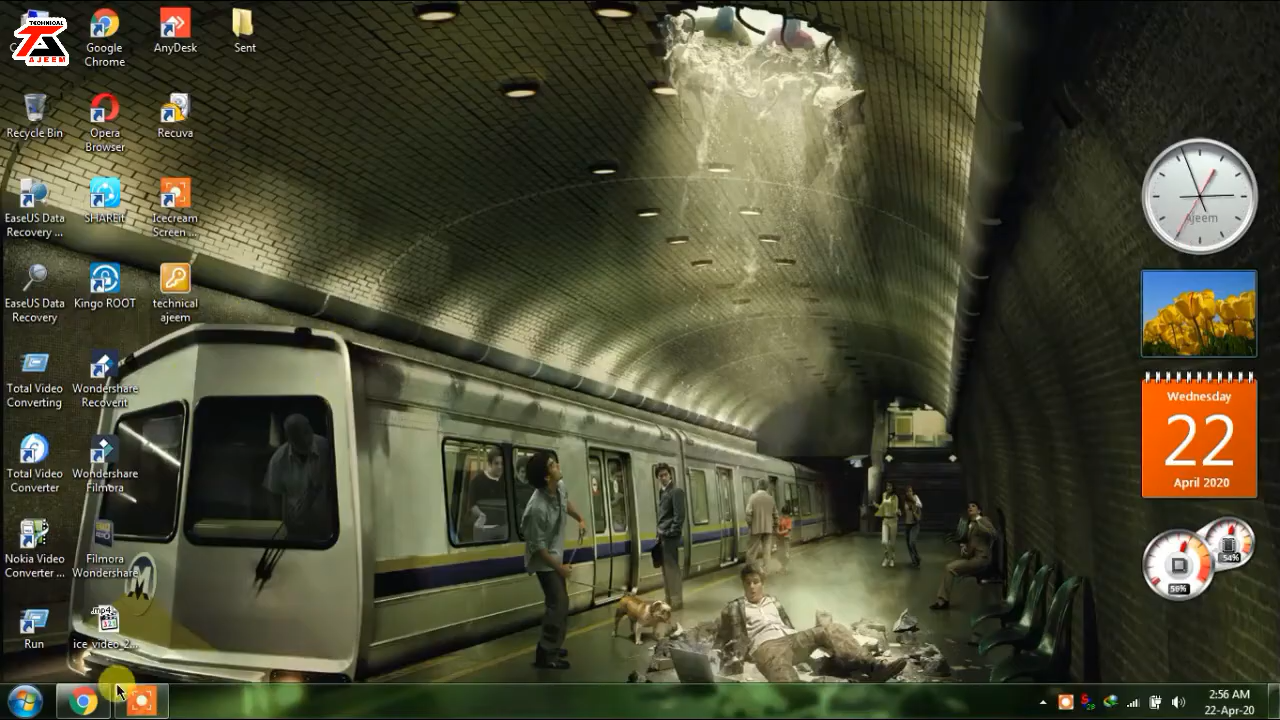 TECHNICAL
AJEEM
Google
Chrome
AnyDesk
Sent
Recycle Bin
Opera
Browser
Recuva
EaseUS Data
Recovery ...
SHAREit
Icecream
Screen ...
EaseUS Data
Recovery
Kingo ROOT
technical
ajeem
Total Video
Converting
Wondershare
Recoverit
Total Video
Converter
Wondershare
Filmora
Nokia Video
Converter ...
Filmora
Wondershare
Run
.mp4
ice_video_2...
M
Ajeem
Wednesday
22
April 2020
54%
2:56 AM
22-Apr-20